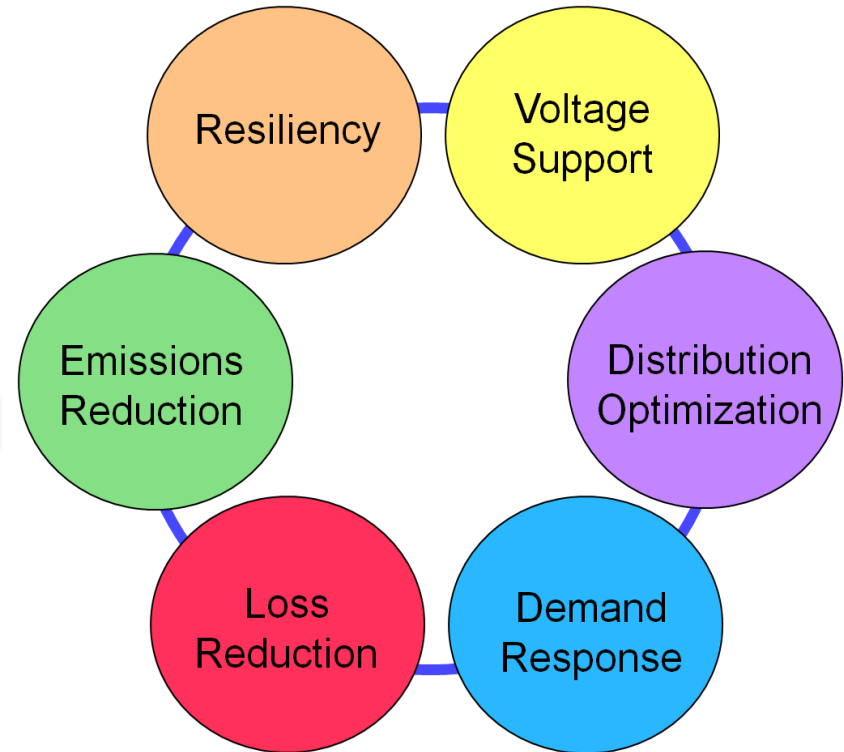 Resiliency
Voltage
Support
Emissions
Reduction
Distribution
Optimization
Loss
Reduction
Demand
Response